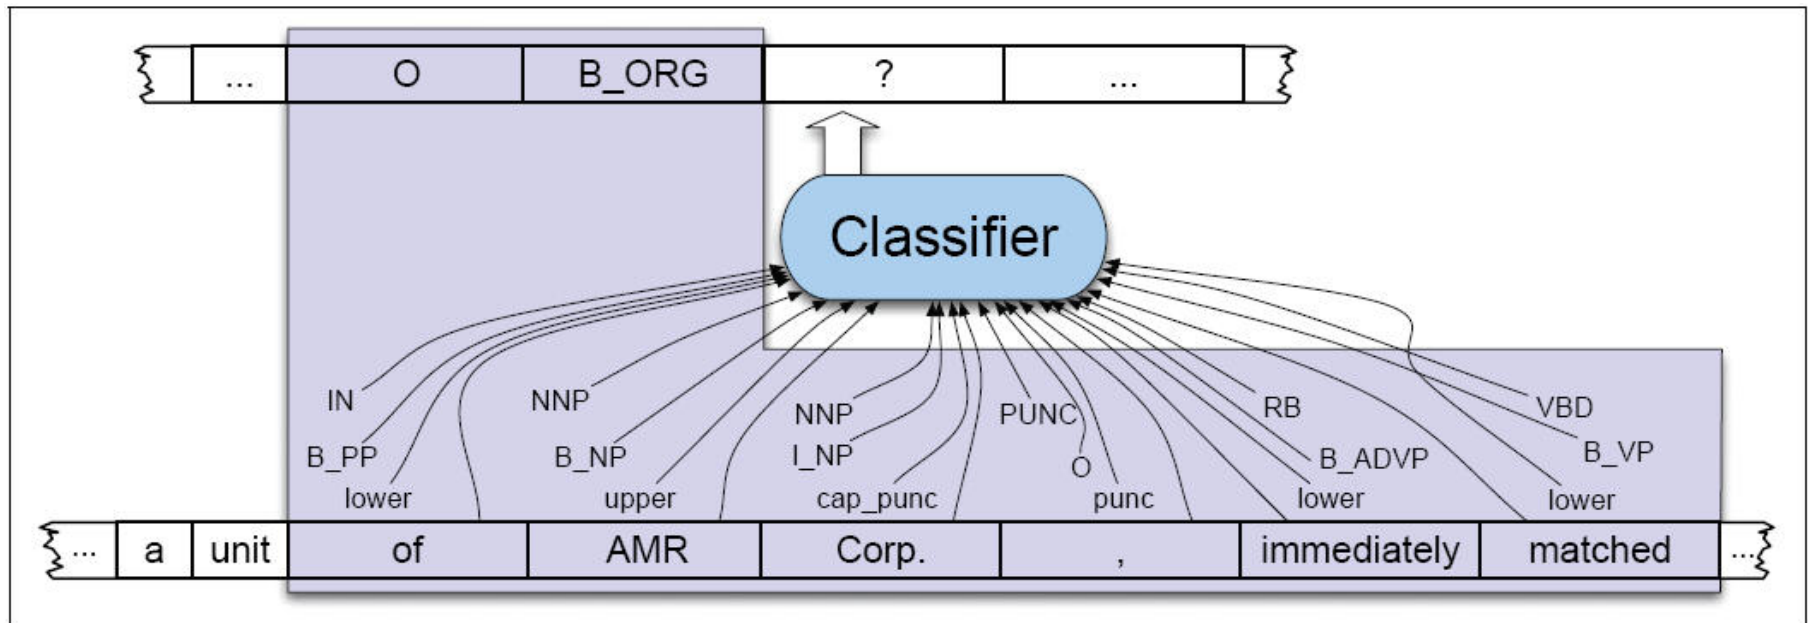 ... O B_ORG ? ...
Classifier
IN NNP NNP PUNC RB VBD
B_PP B_NP I_NP O B_ADVP B_VP
lower upper cap_punc punc lower lower
... a unit of AMR Corp. , immediately matched ...